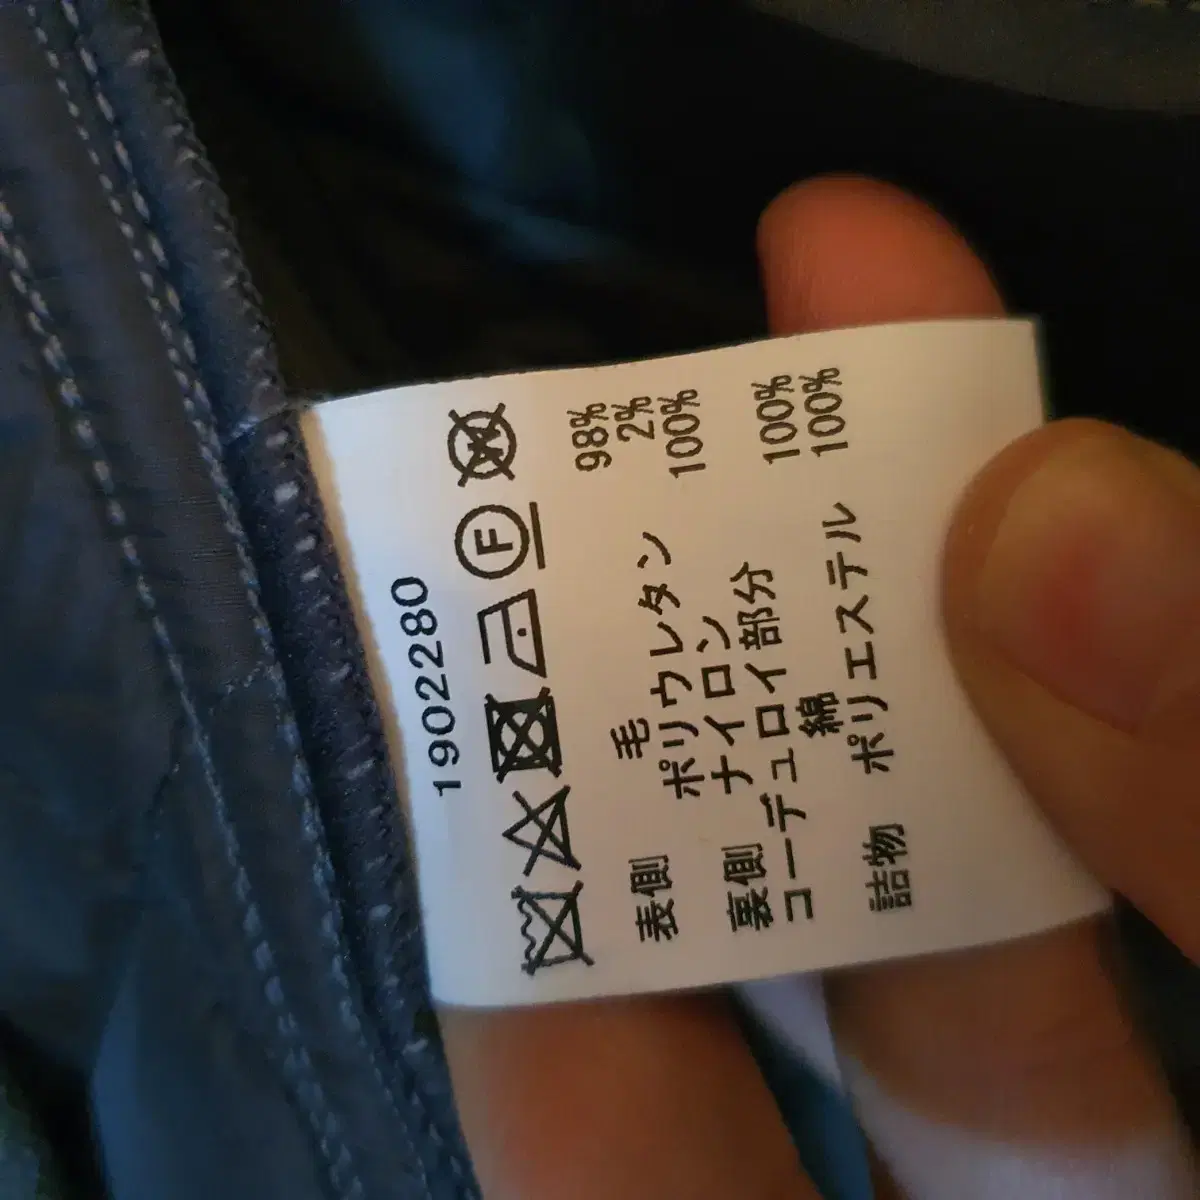 1902280
F
W
表側 毛 98%
ポリウレタン 2%
裏側 ナイロン 100%
コーデュロイ部分
綿 100%
詰物 ポリエステル 100%